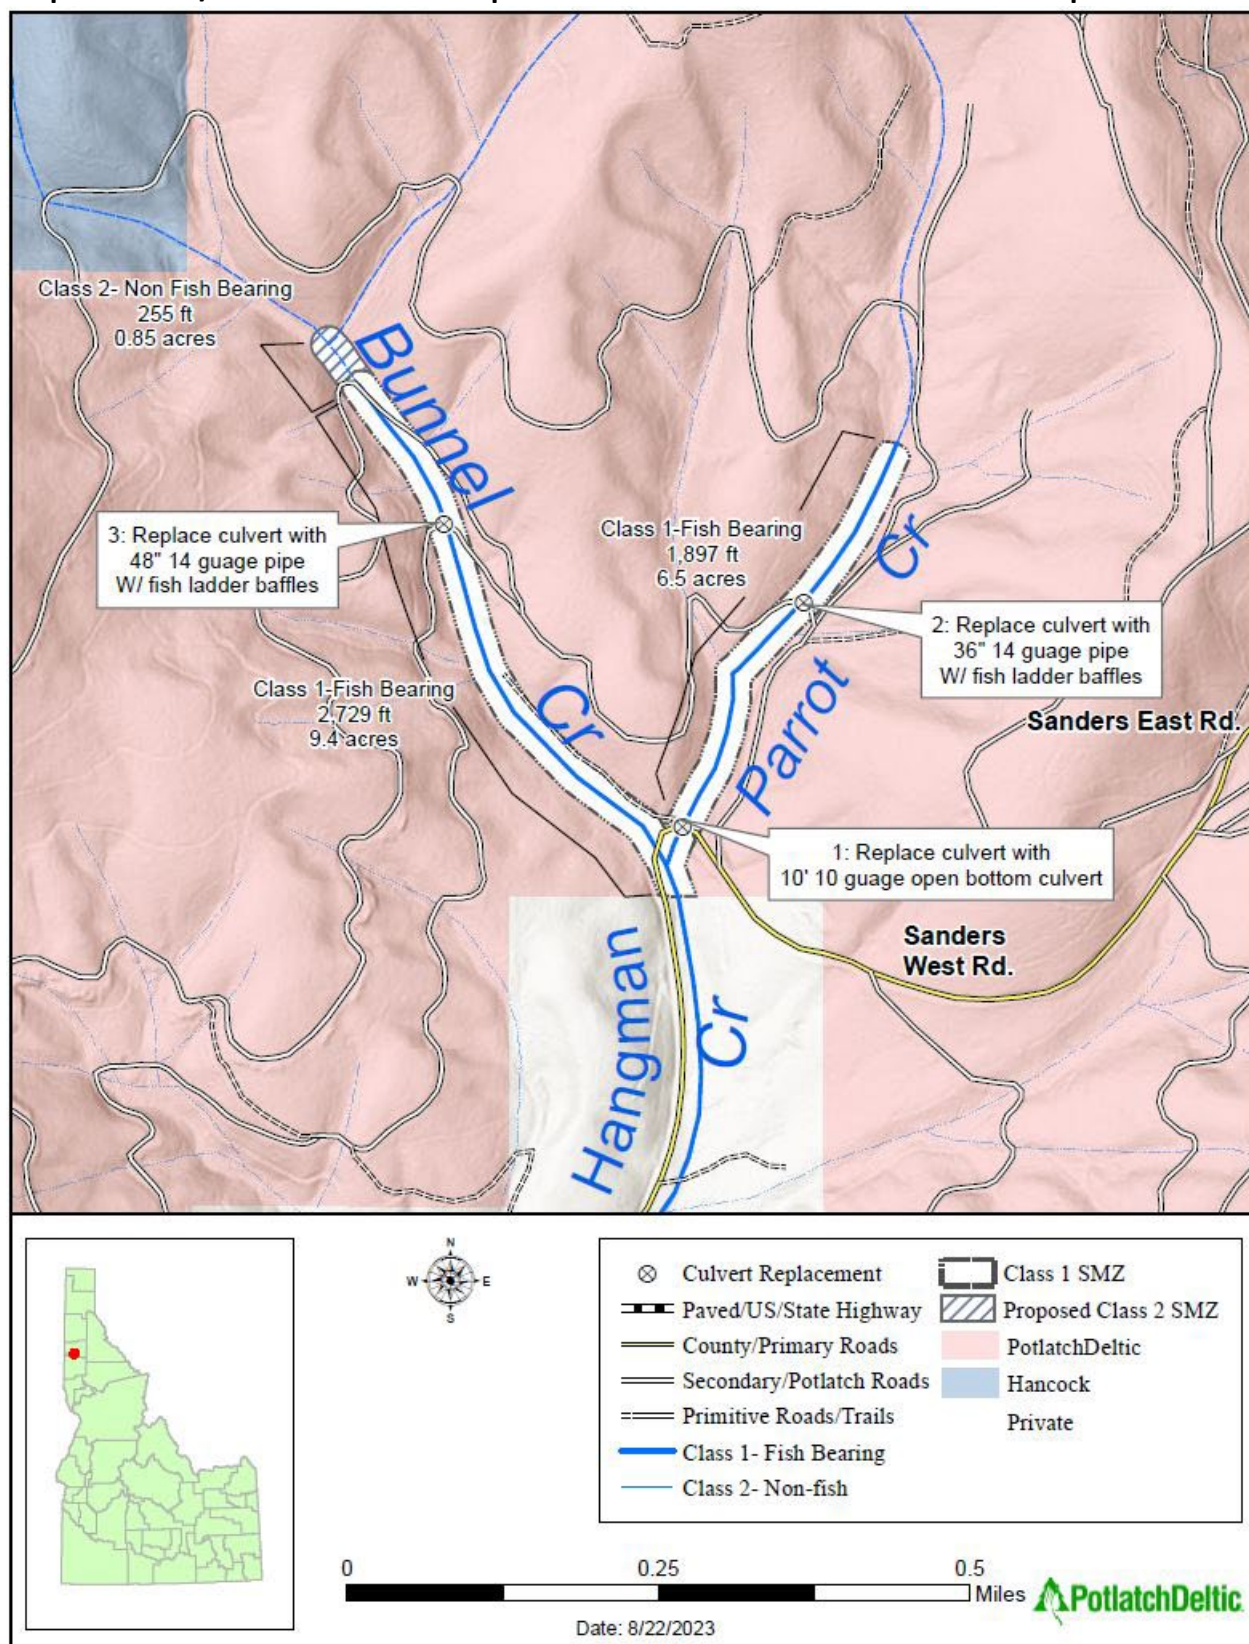 Class 2- Non Fish Bearing
255 ft
0.85 acres
Bunnel
Cr
3: Replace culvert with
48" 14 guage pipe
W/ fish ladder baffles
Class 1-Fish Bearing
1,897 ft
6.5 acres
Cr
Parrot
2: Replace culvert with
36" 14 guage pipe
W/ fish ladder baffles
Class 1-Fish Bearing
2,729 ft
9.4 acres
Sanders East Rd.
1: Replace culvert with
10' 10 guage open bottom culvert
Sanders
West Rd.
Hangman
Cr
N
W
E
S
Culvert Replacement
Paved/US/State Highway
County/Primary Roads
Secondary/Potlatch Roads
Primitive Roads/Trails
Class 1- Fish Bearing
Class 2- Non-fish
Class 1 SMZ
Proposed Class 2 SMZ
PotlatchDeltic
Hancock
Private
0 0.25 0.5
Miles
Date: 8/22/2023
PotlatchDeltic